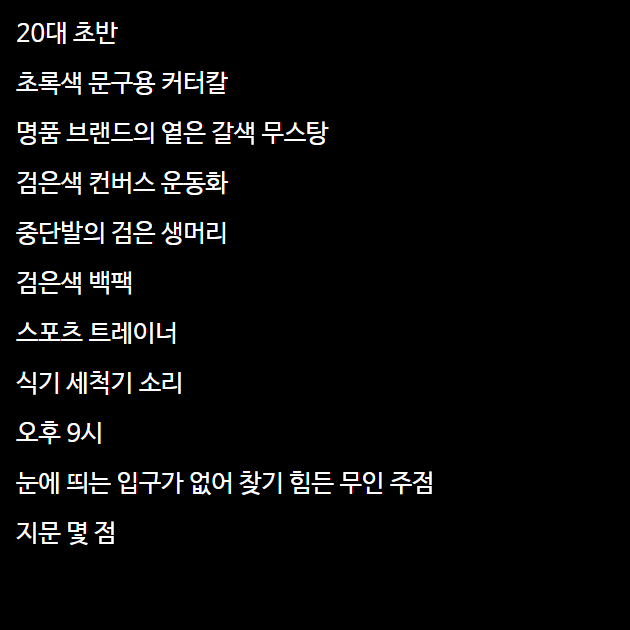 20대 초반
초록색 문구용 커터칼
명품 브랜드의 옅은 갈색 무스탕
검은색 컨버스 운동화
중단발의 검은 생머리
검은색 백팩
스포츠 트레이너
식기 세척기 소리
오후 9시
눈에 띄는 입구가 없어 찾기 힘든 무인 주점
지문 몇 점